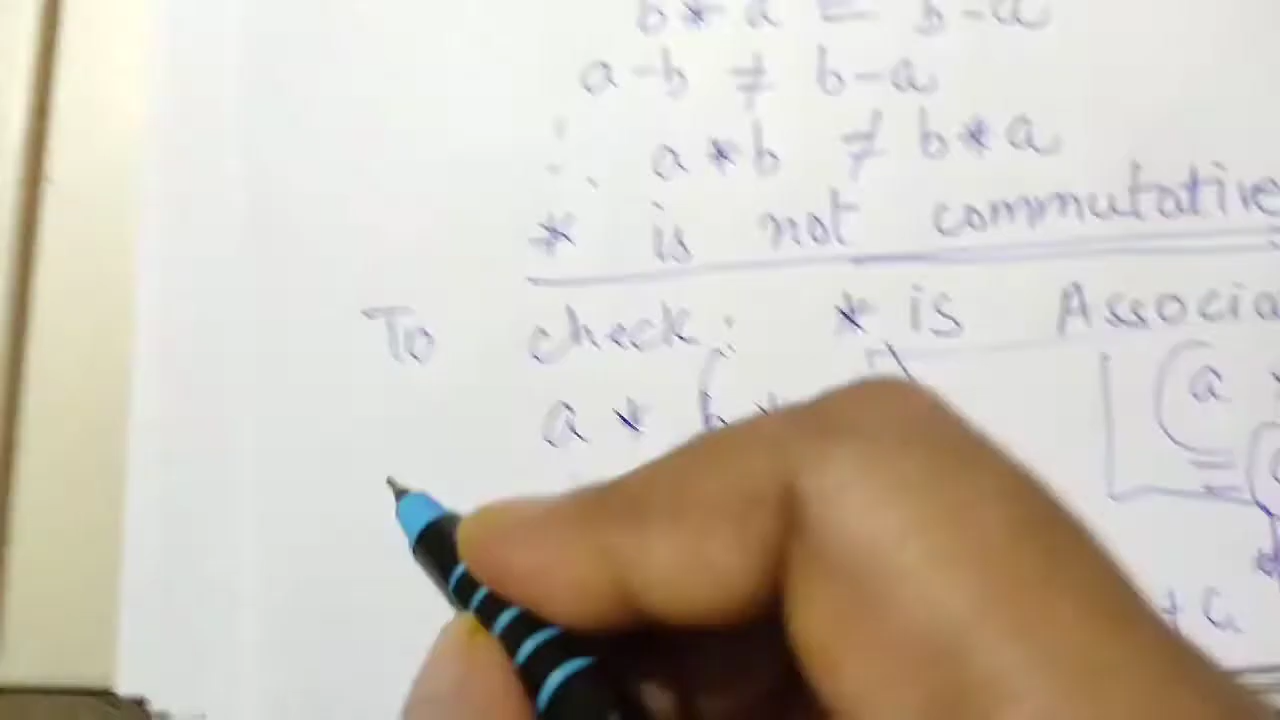 b * a = b - a
a - b ≠ b - a
∴ a * b ≠ b * a
* is not commutative
To check: * is Associa
a * (b *
(a *
+ c